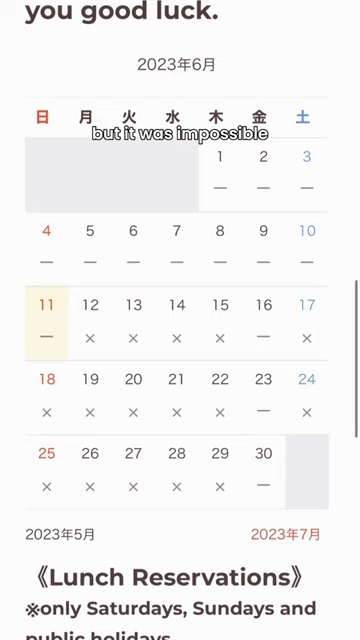 you good luck.
2023年6月
日 月 火 水 木 金 土
but it was impossible
1 2 3
— — —
4 5 6 7 8 9 10
— — — — — — —
11 12 13 14 15 16 17
— × × × × — ×
18 19 20 21 22 23 24
× × × × × — ×
25 26 27 28 29 30
× × × × × —
2023年5月 2023年7月
《Lunch Reservations》
※only Saturdays, Sundays and
public holidays